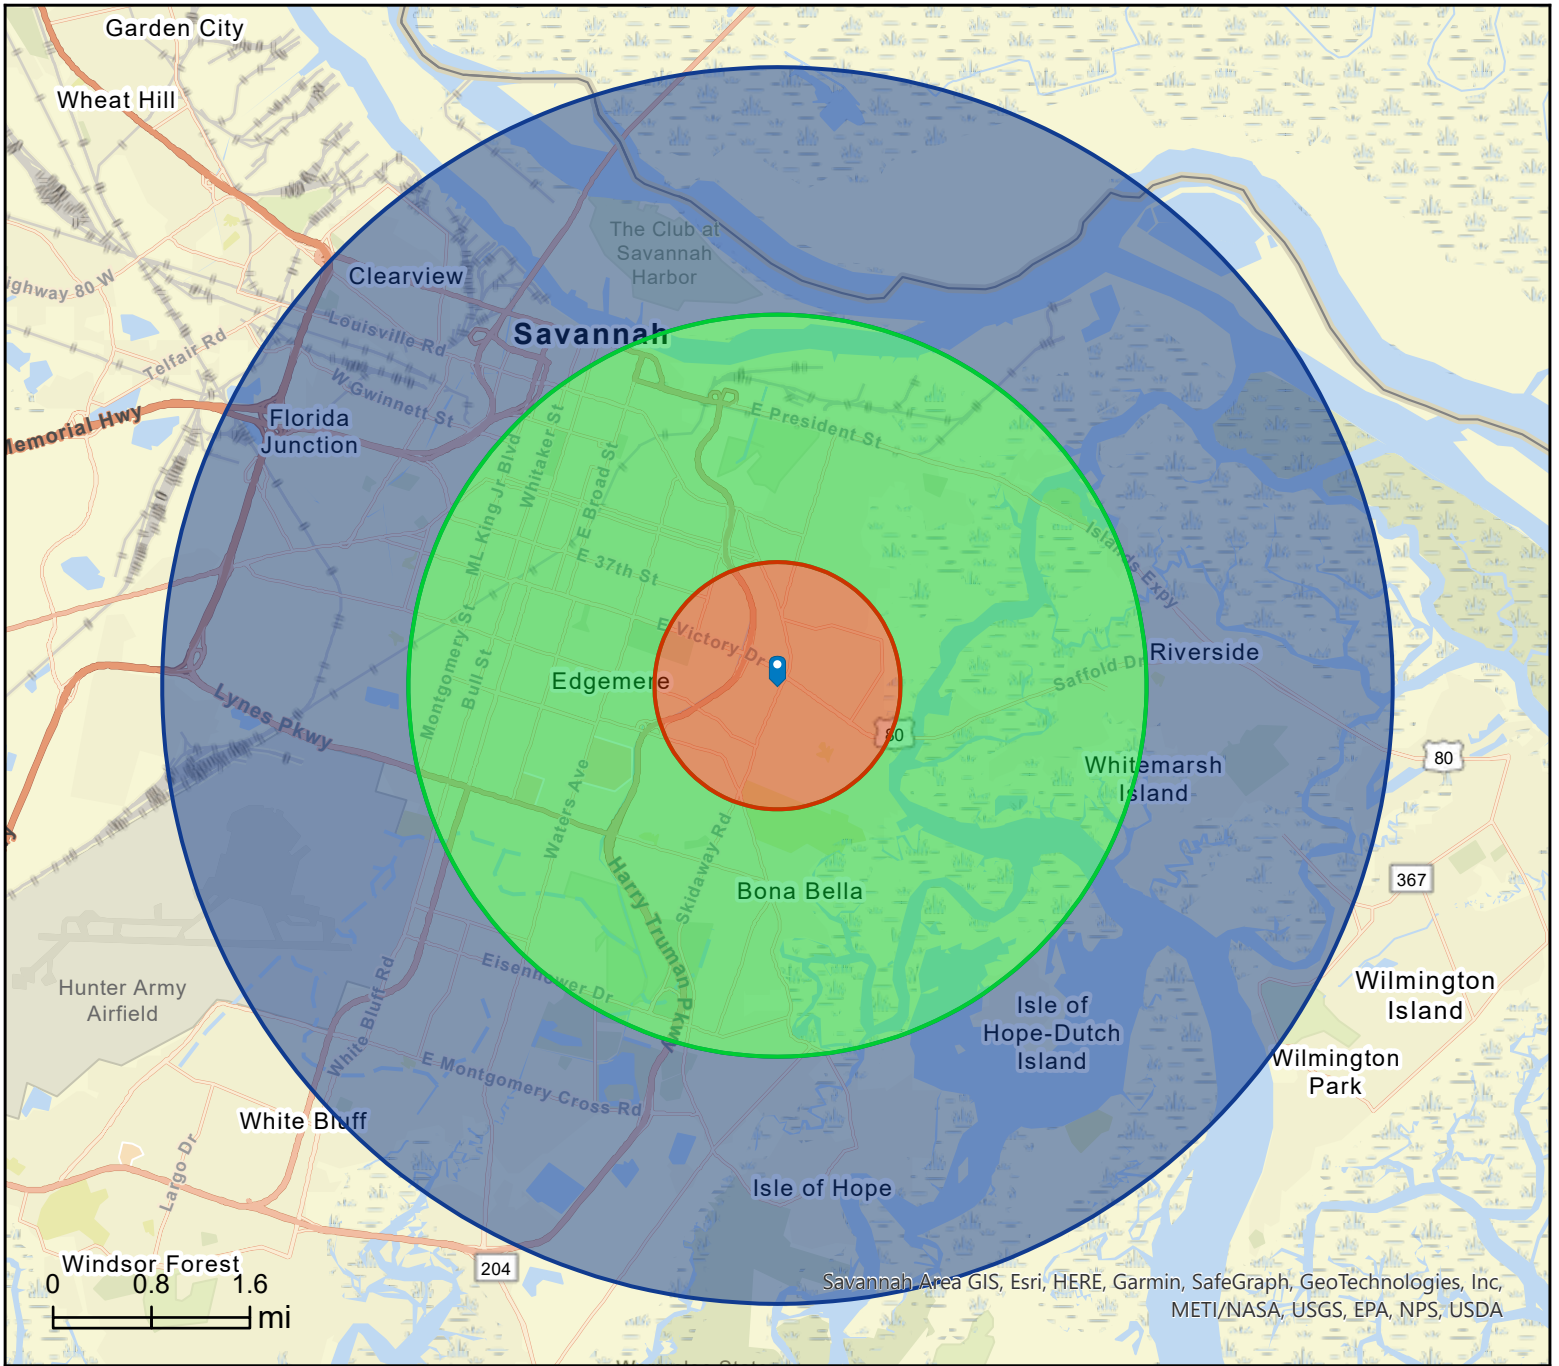 Garden City
Wheat Hill
The Club at
Savannah
Harbor
Clearview
ighway 80 W
Louisville Rd
Savannah
Telfair Rd
W Gwinnett St
Memorial Hwy
Florida
Junction
E President St
Whitaker St
ML King Jr Blvd
E Broad St
Islands Expy
E 37th St
E Victory Dr
Montgomery St
Bull St
Edgemere
Riverside
Saffold Dr
Lynes Pkwy
80
80
Whitemarsh
Island
Waters Ave
Harry Truman Pkwy
Skidaway Rd
367
Bona Bella
Hunter Army
Airfield
Eisenhower Dr
White Bluff Rd
Isle of
Hope-Dutch
Island
Wilmington
Island
E Montgomery Cross Rd
Wilmington
Park
White Bluff
Largo Dr
Isle of Hope
Windsor Forest
204
0 0.8 1.6
mi
Savannah Area GIS, Esri, HERE, Garmin, SafeGraph, GeoTechnologies, Inc,
METI/NASA, USGS, EPA, NPS, USDA